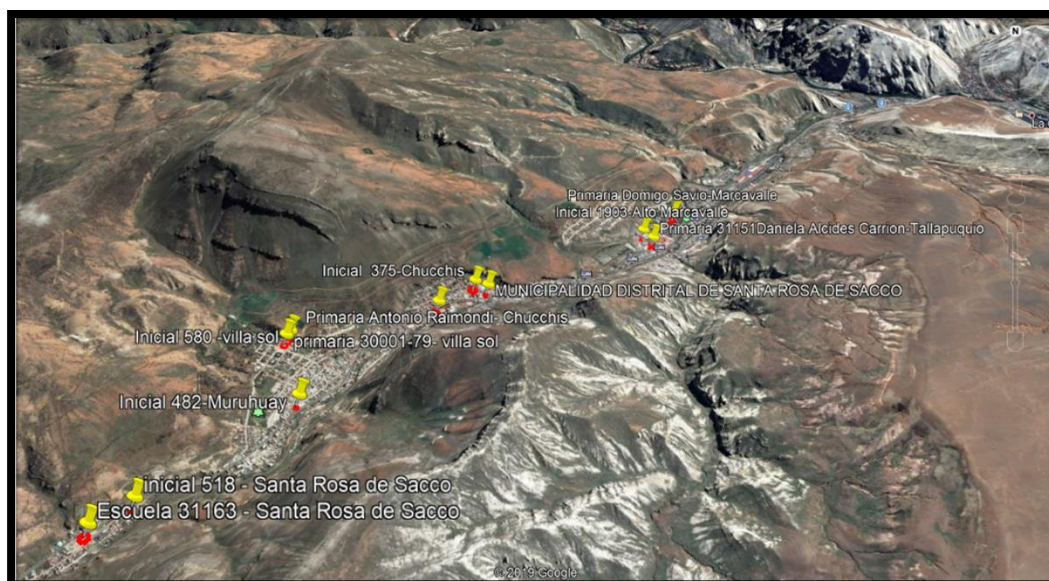 N
La
Primaria Domigo Savio-Marcavalle
Inicial 1903-Alto Marcavalle
Primaria 31151Daniela Alcides Carrion-Tallapuquio
Inicial 375-Chucchis
MUNICIPALIDAD DISTRITAL DE SANTA ROSA DE SACCO
Primaria Antonio Raimondi- Chucchis
Inicial 580 -villa sol
primaria 30001-79- villa sol
Inicial 482-Muruhuay
inicial 518 - Santa Rosa de Sacco
Escuela 31163 - Santa Rosa de Sacco
© 2019 Google